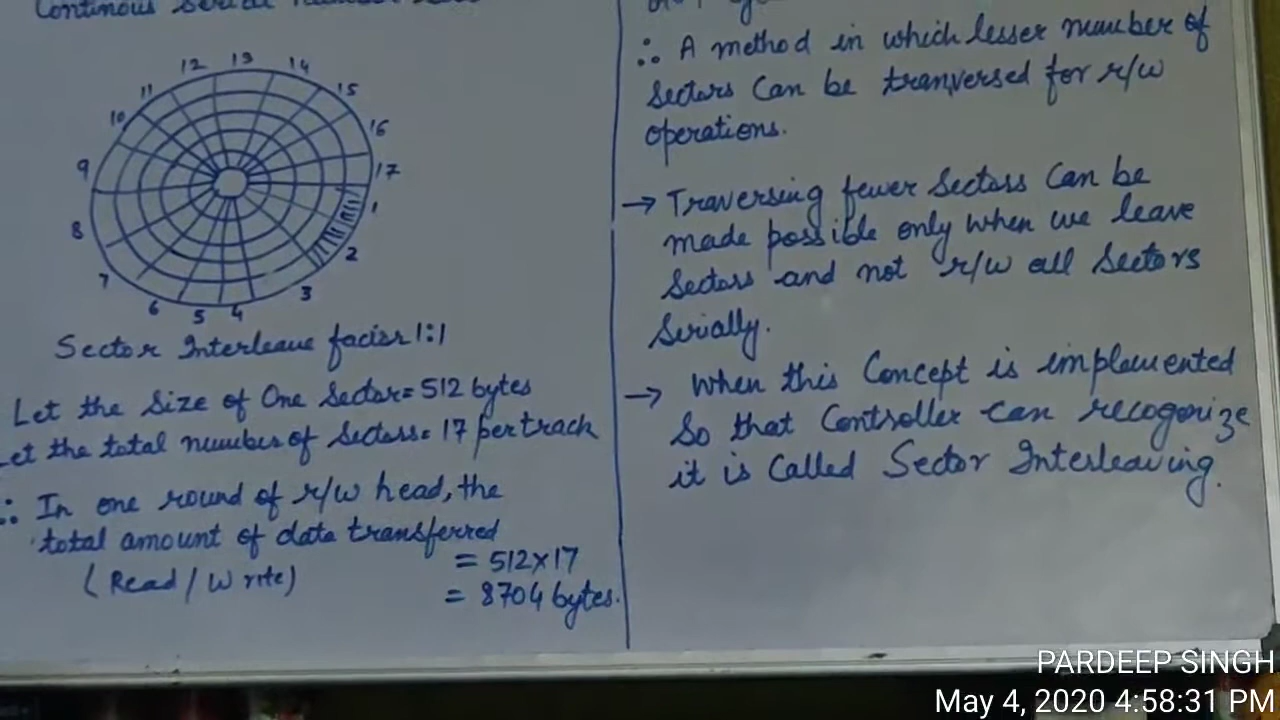 Continous Serial
12 13 14
11 15
10 16
9 17
8 1
7 2
6 5 4 3
Sector Interleave factor 1:1
Let the Size of One Sector= 512 bytes
Let the total number of Sectors= 17 per track
∴ In one round of r/w head, the
total amount of data transferred
(Read/Write) = 512×17
= 8704 bytes.
∴ A method in which lesser number of
Sectors Can be tranversed for r/w
operations.
→ Traversing fewer Sectors Can be
made possible only when we leave
Sectors and not r/w all Sectors
Serially.
→ When this Concept is implemented
So that Controller Can recogonize
it is Called Sector Interleaving.
PARDEEP SINGH
May 4, 2020 4:58:31 PM